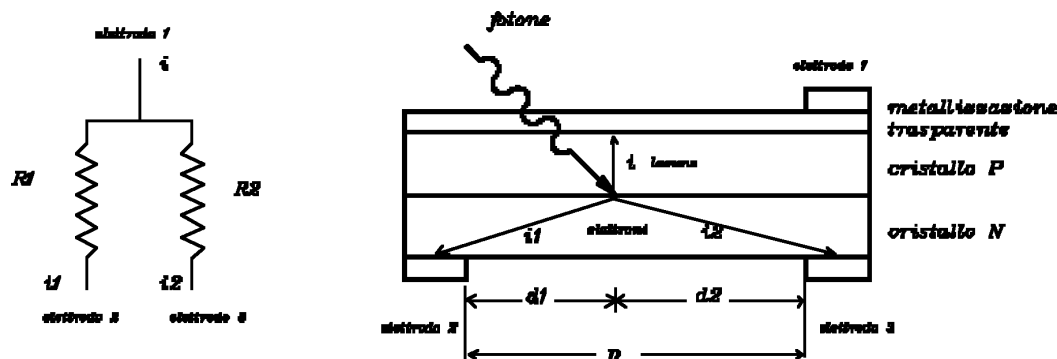 elettrodo 1
i
R1
R2
i1
i2
elettrodo 2
elettrodo 3
fotone
elettrodo 1
metallizzazione
trasparente
cristallo P
cristallo N
i
lacune
i1
elettroni
i2
d1
d2
elettrodo 2
elettrodo 3
D